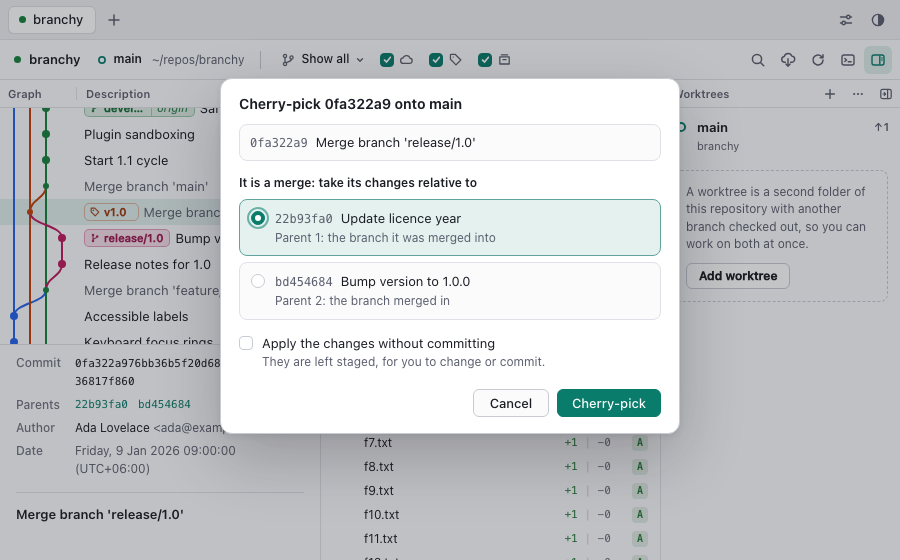 branchy
branchy main ~/repos/branchy Show all
Graph Description
Worktrees
origin
Plugin sandboxing
Start 1.1 cycle
Merge branch 'main'
v1.0 Merge
release/1.0 Bump
Release notes for 1.0
Merge branch 'feature
Accessible labels
Keyboard focus rings
Commit 0fa322a976bb36b5f20d68
36817f860
Parents 22b93fa0 bd454684
Author Ada Lovelace
Date Friday, 9 Jan 2026 09:00:00
(UTC+06:00)
Merge branch 'release/1.0'
Cherry-pick 0fa322a9 onto main
0fa322a9 Merge branch 'release/1.0'
It is a merge: take its changes relative to
22b93fa0 Update licence year
Parent 1: the branch it was merged into
bd454684 Bump version to 1.0.0
Parent 2: the branch merged in
Apply the changes without committing
They are left staged, for you to change or commit.
Cancel Cherry-pick
f7.txt +1 −0 A
f8.txt +1 −0 A
f9.txt +1 −0 A
f10.txt +1 −0 A
f11.txt +1 −0 A
main ↑1
branchy
A worktree is a second folder of
this repository with another
branch checked out, so you can
work on both at once.
Add worktree